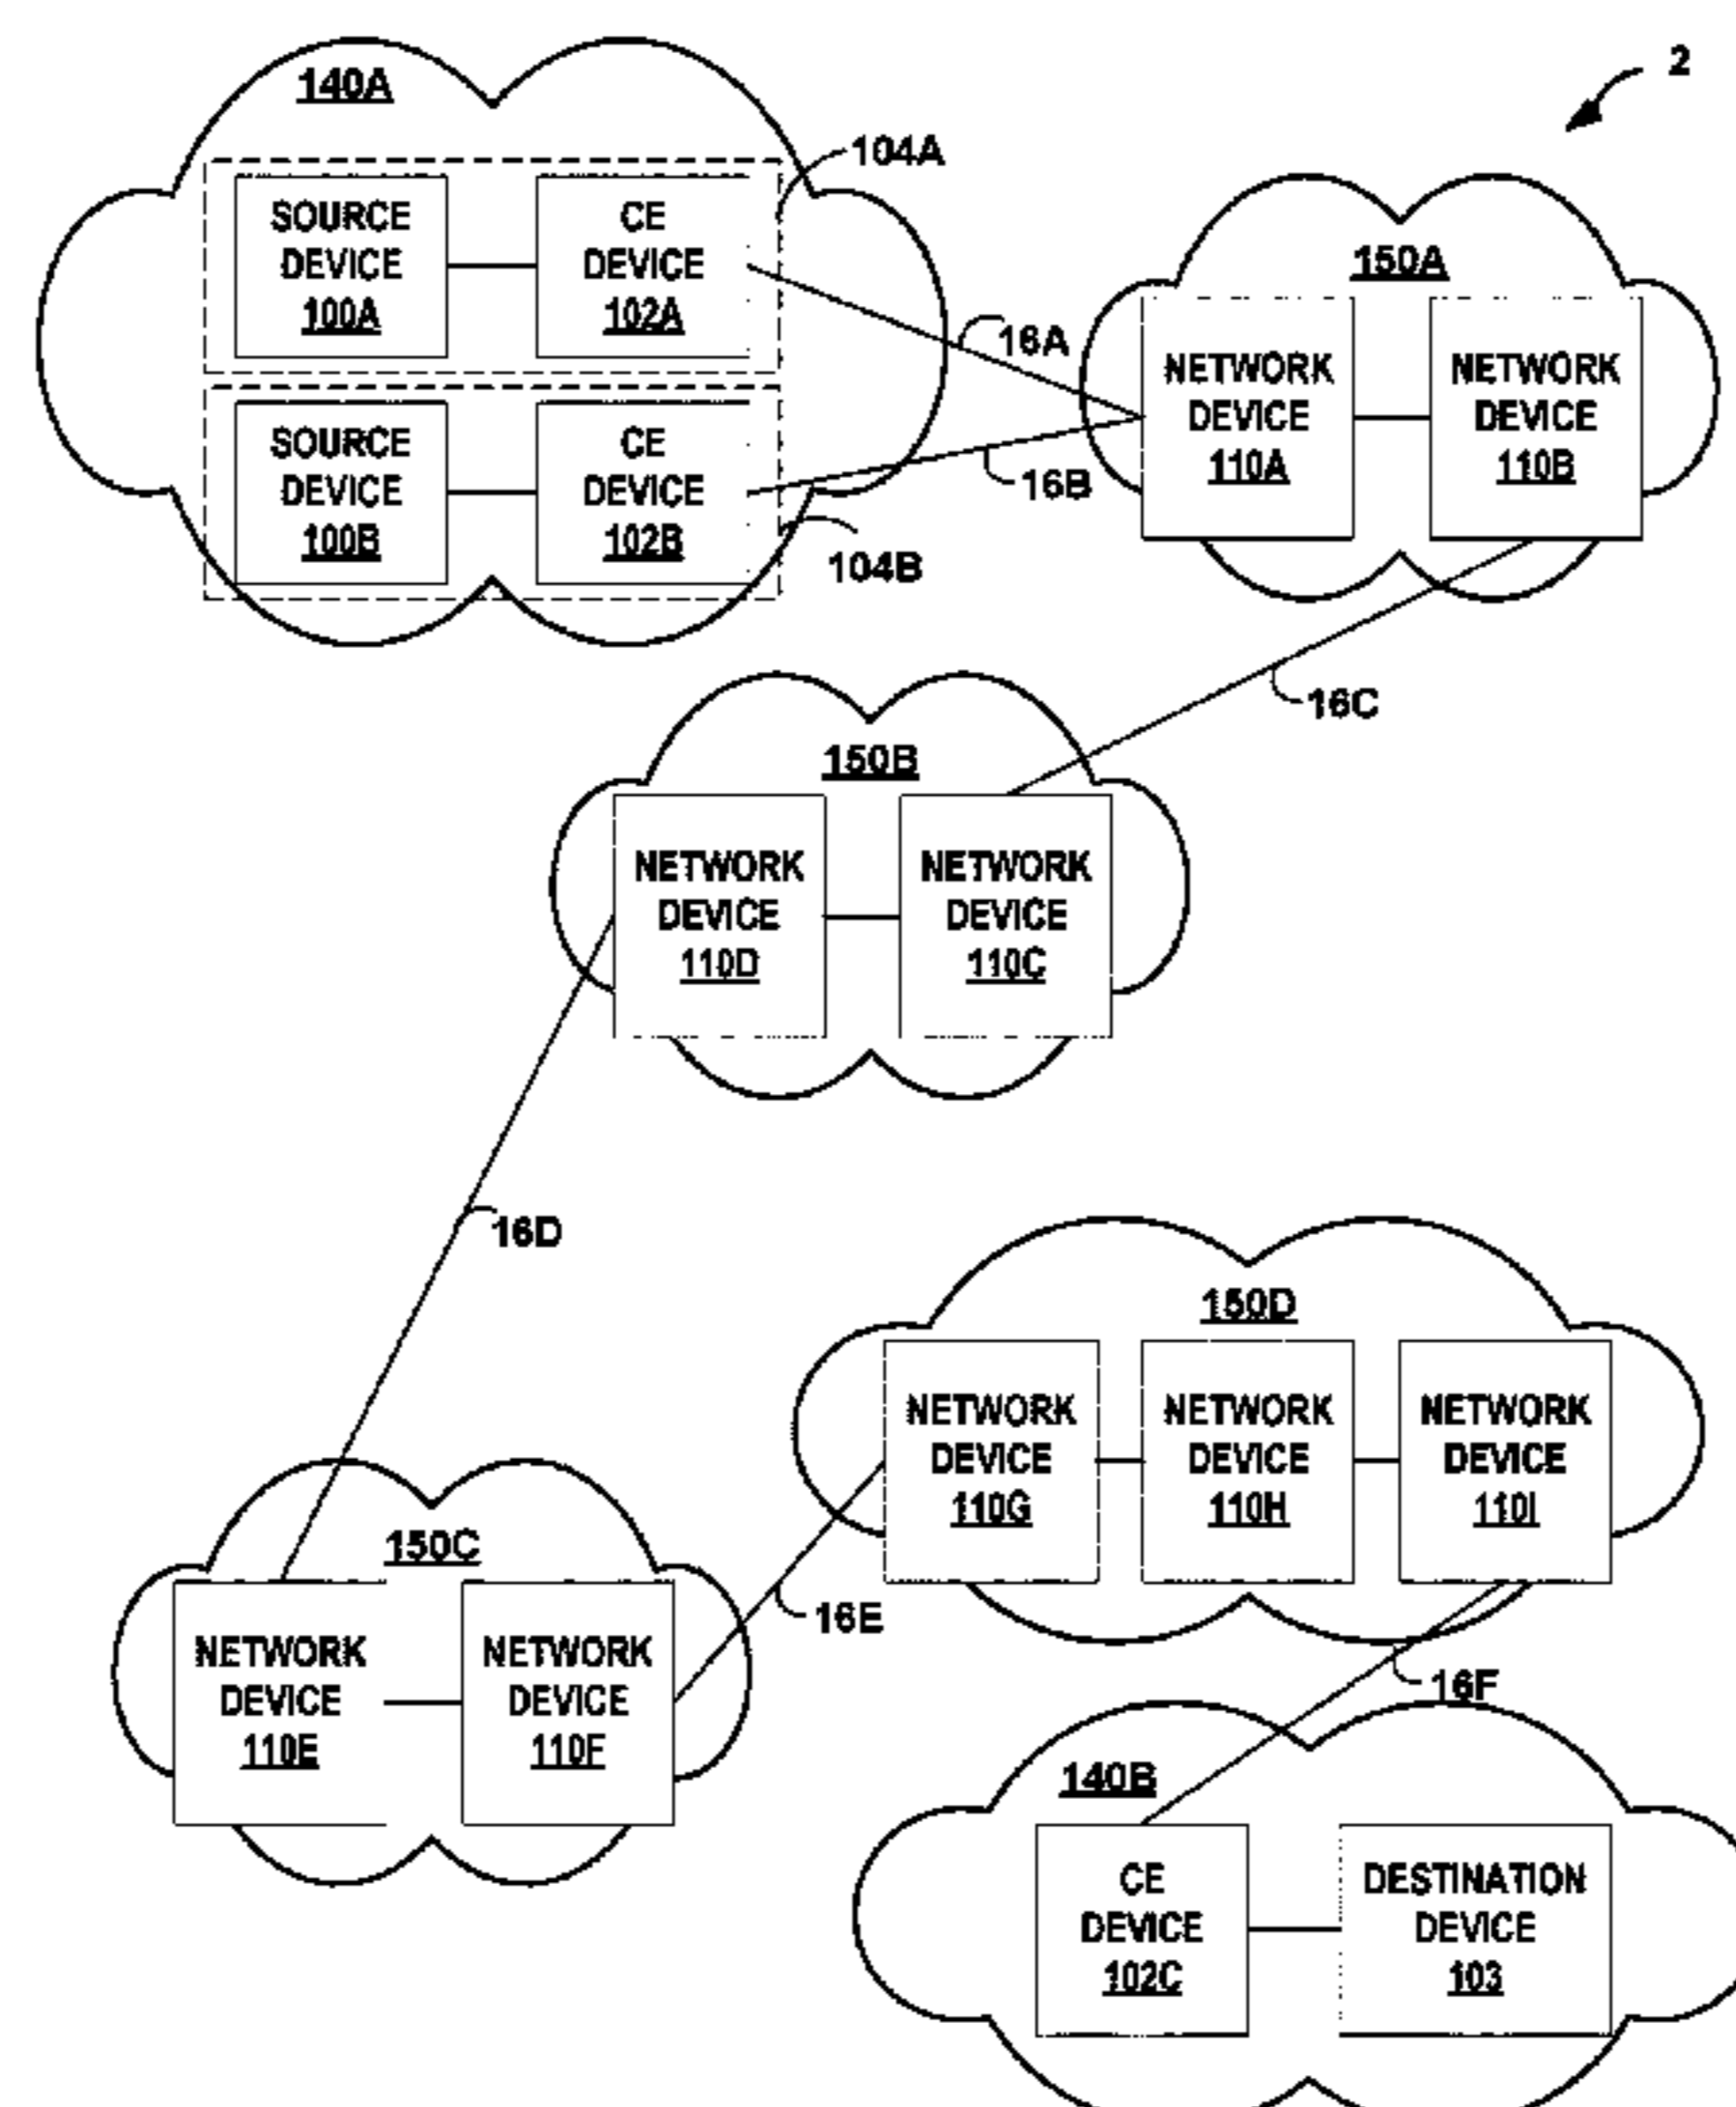 2
140A
104A
SOURCE
DEVICE
100A
CE
DEVICE
102A
150A
16A
NETWORK
DEVICE
110A
NETWORK
DEVICE
110B
SOURCE
DEVICE
100B
CE
DEVICE
102B
16B
104B
16C
150B
NETWORK
DEVICE
110D
NETWORK
DEVICE
110C
16D
150D
NETWORK
DEVICE
110G
NETWORK
DEVICE
110H
NETWORK
DEVICE
110I
150C
16E
NETWORK
DEVICE
110E
NETWORK
DEVICE
110F
16F
140B
CE
DEVICE
102C
DESTINATION
DEVICE
103